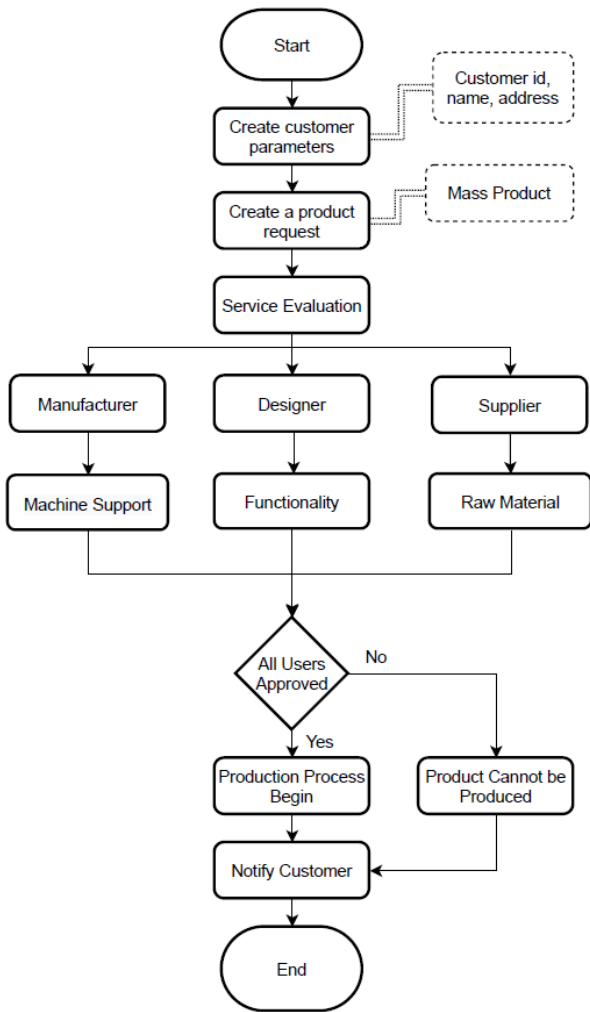 Start
Customer id,
name, address
Create customer
parameters
Mass Product
Create a product
request
Service Evaluation
Manufacturer
Designer
Supplier
Machine Support
Functionality
Raw Material
All Users
Approved
No
Yes
Production Process
Begin
Product Cannot be
Produced
Notify Customer
End